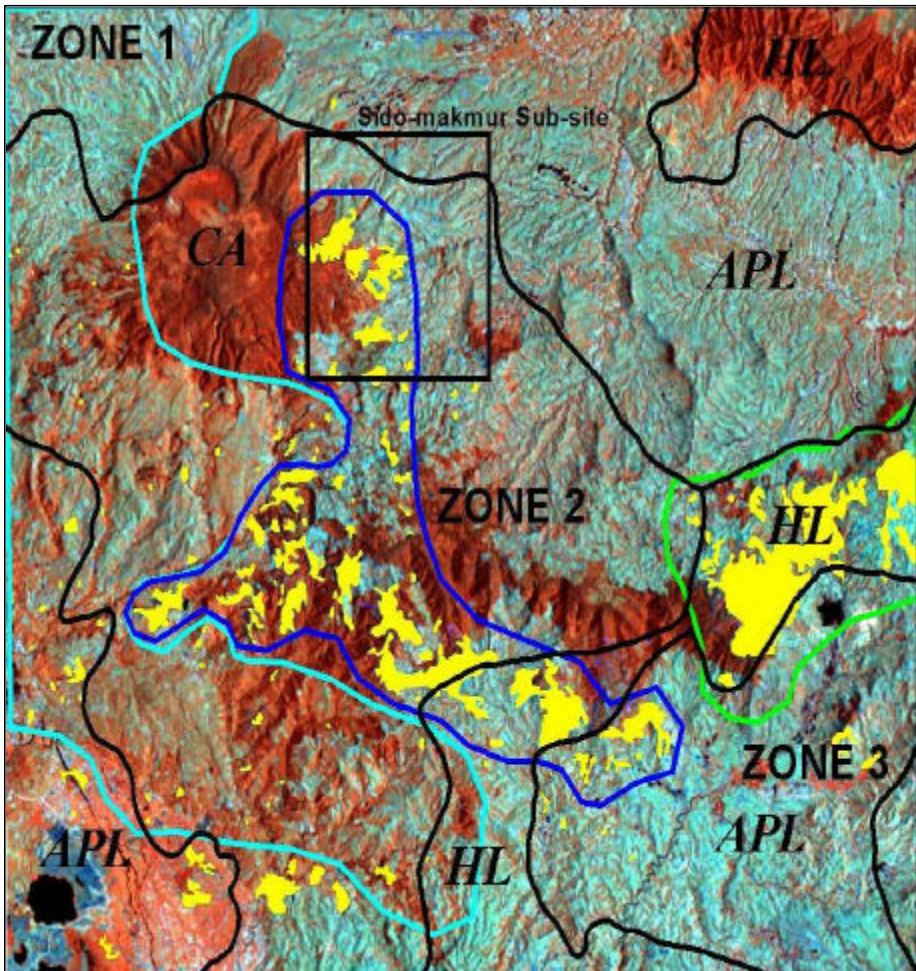 ZONE 1
HL
Sido-makmur Sub-site
CA
APL
ZONE 2
HL
ZONE 3
APL
HL
APL